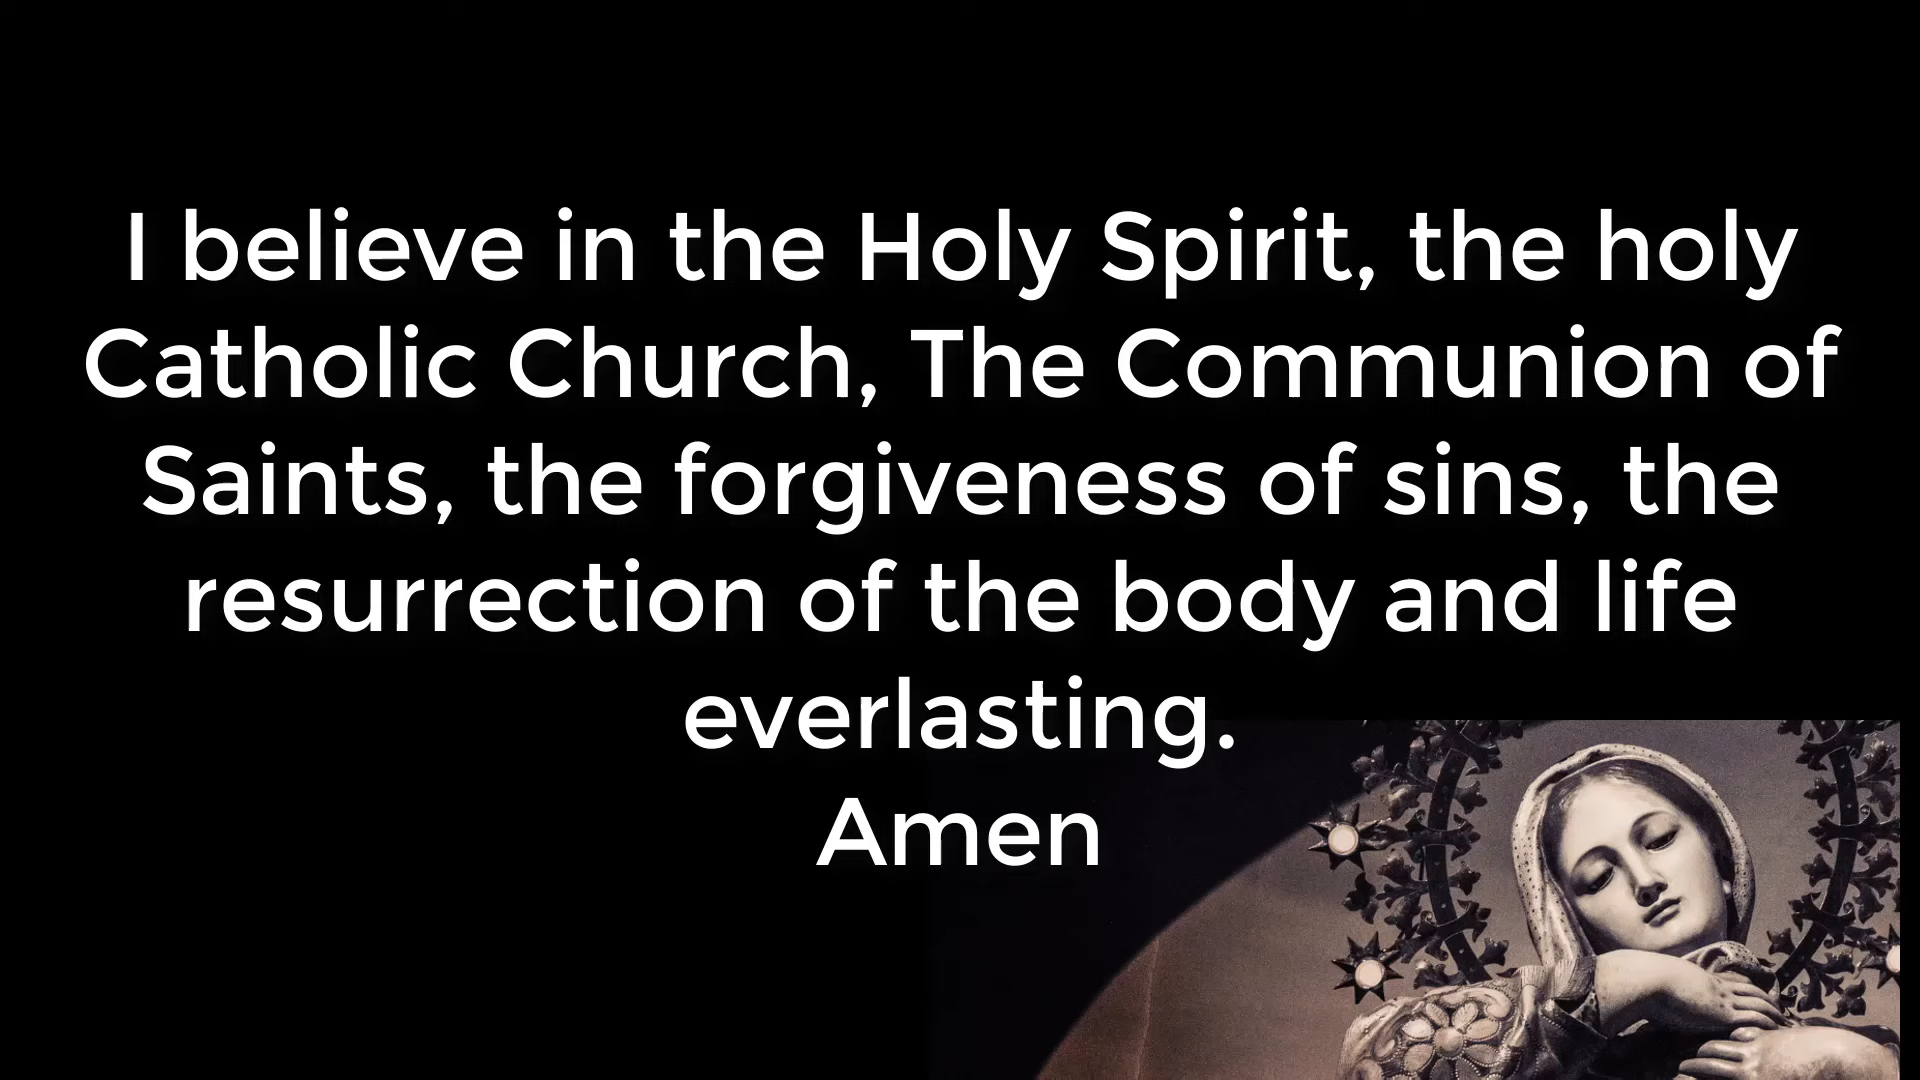 I believe in the Holy Spirit, the holy
Catholic Church, The Communion of
Saints, the forgiveness of sins, the
resurrection of the body and life
everlasting.
Amen